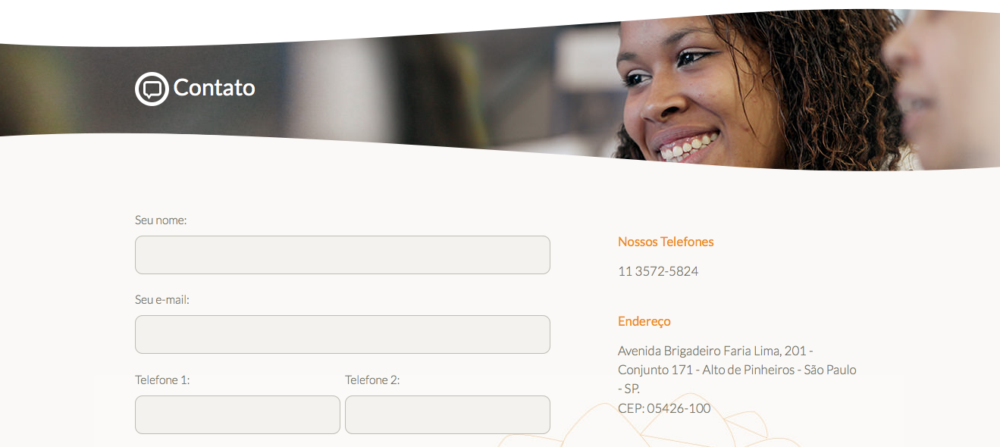 Contato
Seu nome:
Seu e-mail:
Telefone 1:
Telefone 2:
Nossos Telefones
11 3572-5824
Endereço
Avenida Brigadeiro Faria Lima, 201 -
Conjunto 171 - Alto de Pinheiros - São Paulo
- SP.
CEP: 05426-100